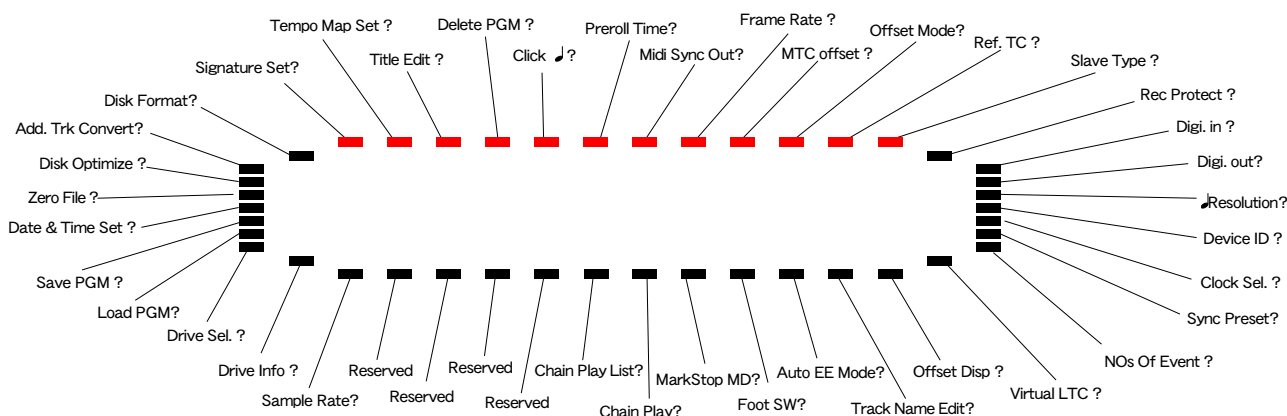 Tempo Map Set ?
Delete PGM ?
Preroll Time?
Frame Rate ?
Offset Mode?
Signature Set?
Title Edit ?
Click ♩?
Midi Sync Out?
MTC offset ?
Ref. TC ?
Slave Type ?
Disk Format?
Rec Protect ?
Add. Trk Convert?
Digi. in ?
Disk Optimize ?
Digi. out?
Zero File ?
♩Resolution?
Date & Time Set ?
Device ID ?
Save PGM ?
Clock Sel. ?
Load PGM?
Sync Preset?
Drive Sel. ?
NOs Of Event ?
Drive Info ?
Reserved
Reserved
Chain Play List?
MarkStop MD?
Auto EE Mode?
Offset Disp ?
Virtual LTC ?
Sample Rate?
Reserved
Reserved
Chain Play?
Foot SW?
Track Name Edit?